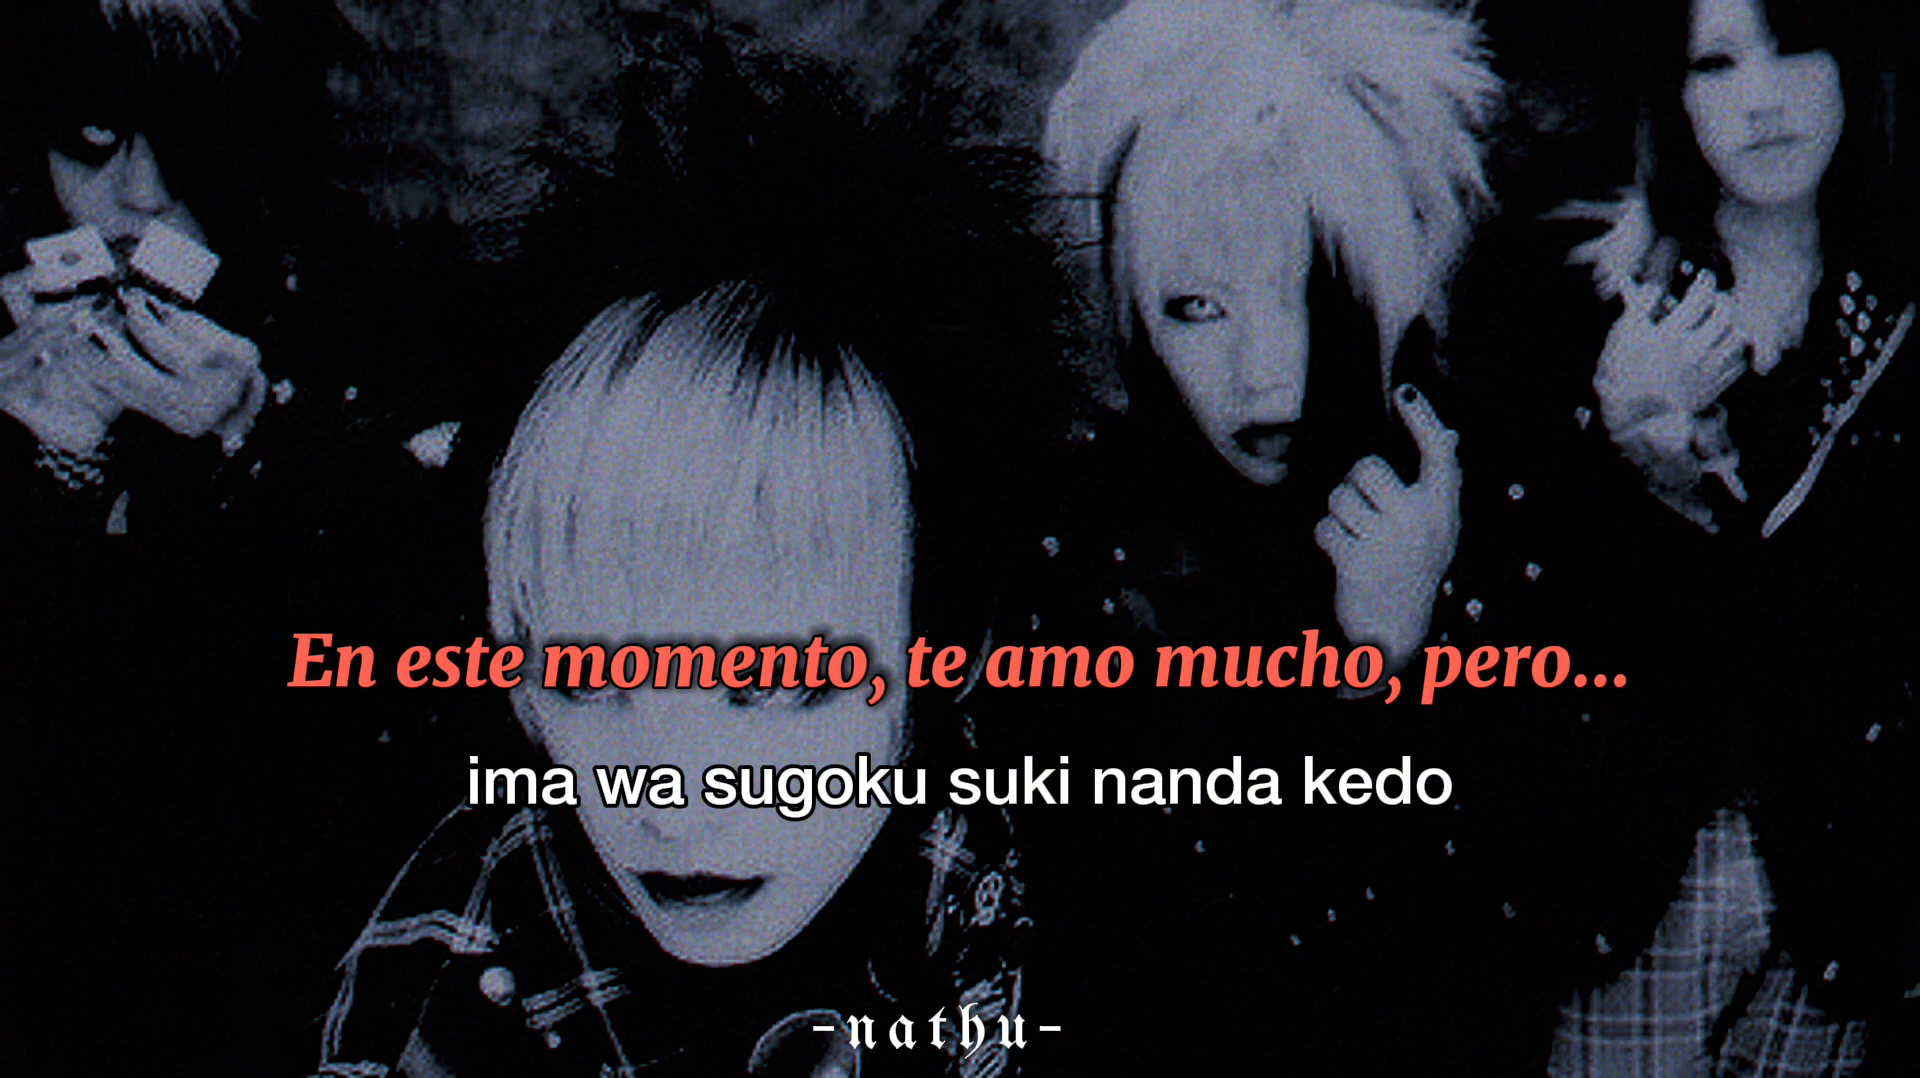 En este momento, te amo mucho, pero...
ima wa sugoku suki nanda kedo
-nathu-